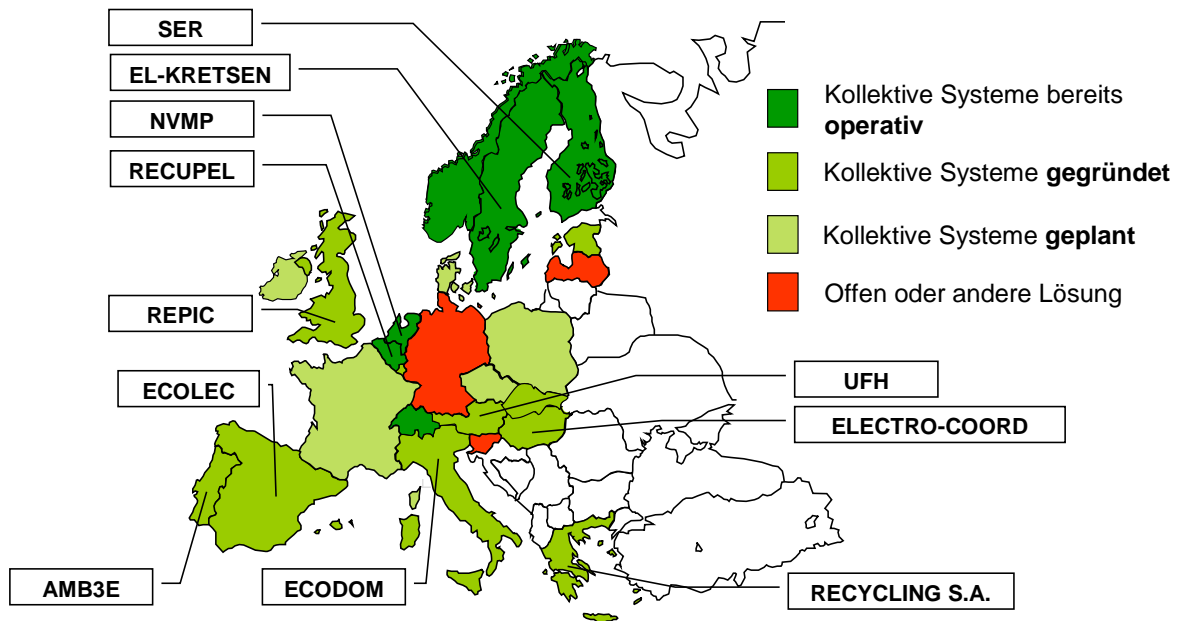 SER
EL-KRETSEN
NVMP
RECUPEL
REPIC
ECOLEC
AMB3E
ECODOM
Kollektive Systeme bereits
operativ
Kollektive Systeme gegründet
Kollektive Systeme geplant
Offen oder andere Lösung
UFH
ELECTRO-COORD
RECYCLING S.A.